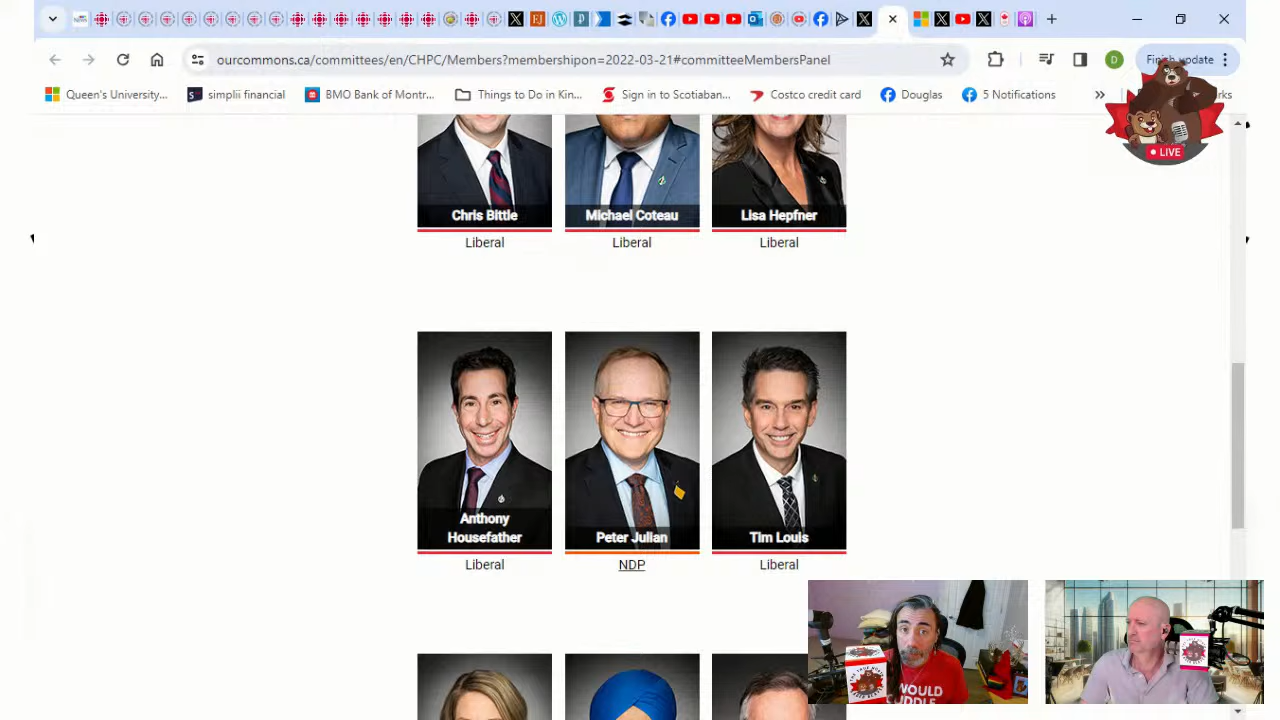 ourcommons.ca/committees/en/CHPC/Members?membershipon=2022-03-21#committeeMembersPanel
Finish update
Queen's University...
simplii financial
BMO Bank of Montr...
Things to Do in Kin...
Sign in to Scotiaban...
Costco credit card
Douglas
5 Notifications
LIVE
Chris Bittle
Michael Coteau
Lisa Hepfner
Liberal
Liberal
Liberal
Anthony
Housefather
Peter Julian
Tim Louis
Liberal
NDP
Liberal
WOULD